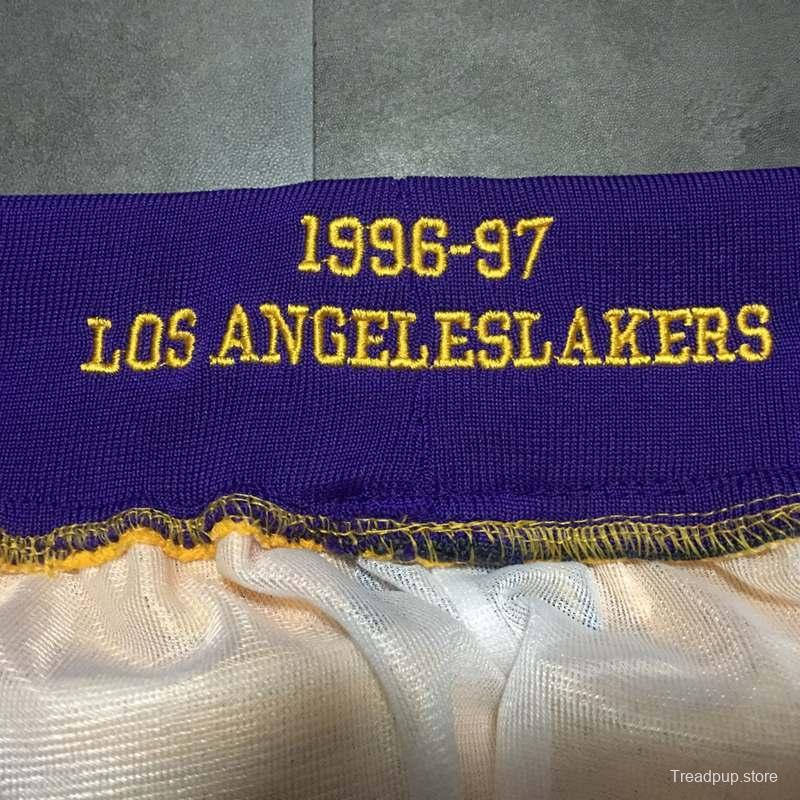 1996-97
LOS ANGELESLAKERS
Treadpup.store